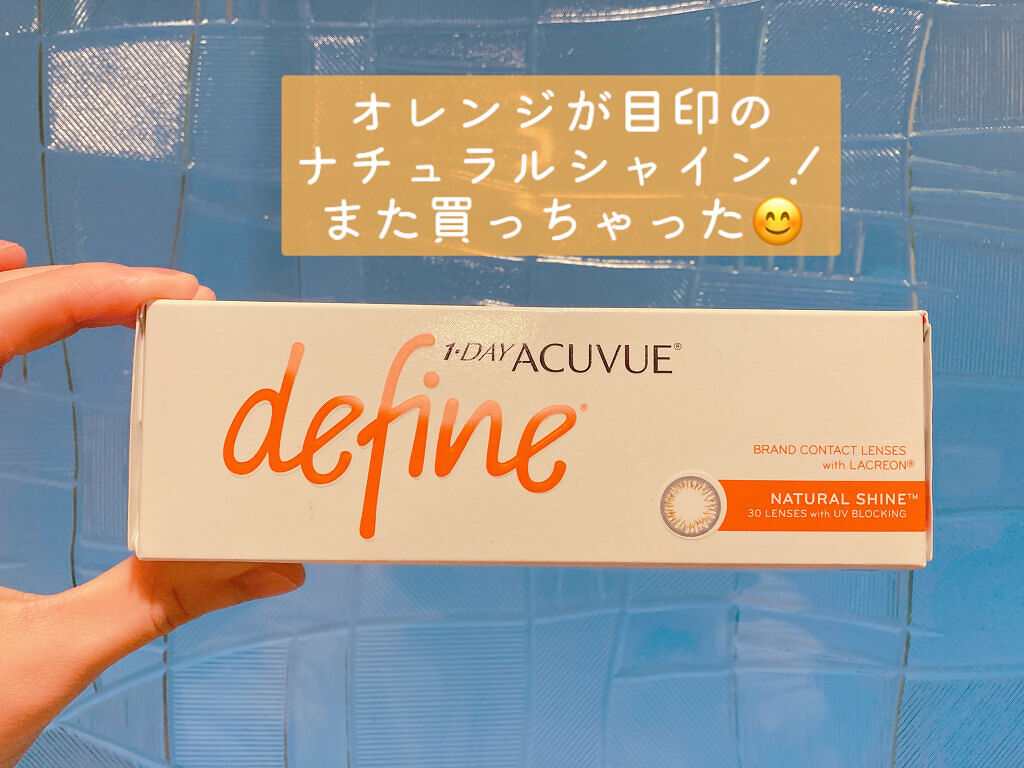 オレンジが目印の
ナチュラルシャイン！
また買っちゃった😊
1·DAY ACUVUE®
define®
BRAND CONTACT LENSES
with LACREON®
NATURAL SHINE™
30 LENSES with UV BLOCKING